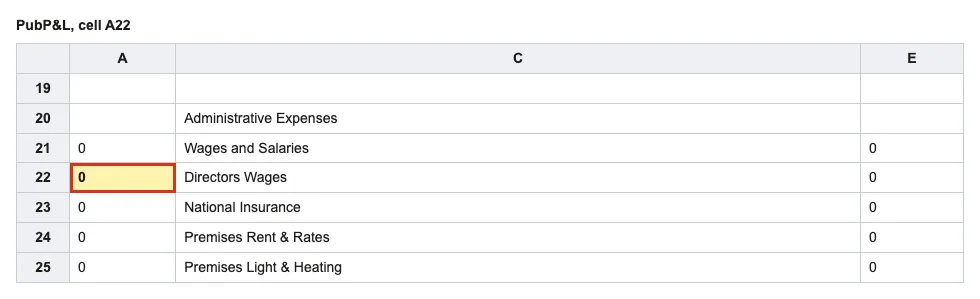 PubP&L, cell A22
A C E
19
20 Administrative Expenses
21 0 Wages and Salaries 0
22 0 Directors Wages 0
23 0 National Insurance 0
24 0 Premises Rent & Rates 0
25 0 Premises Light & Heating 0